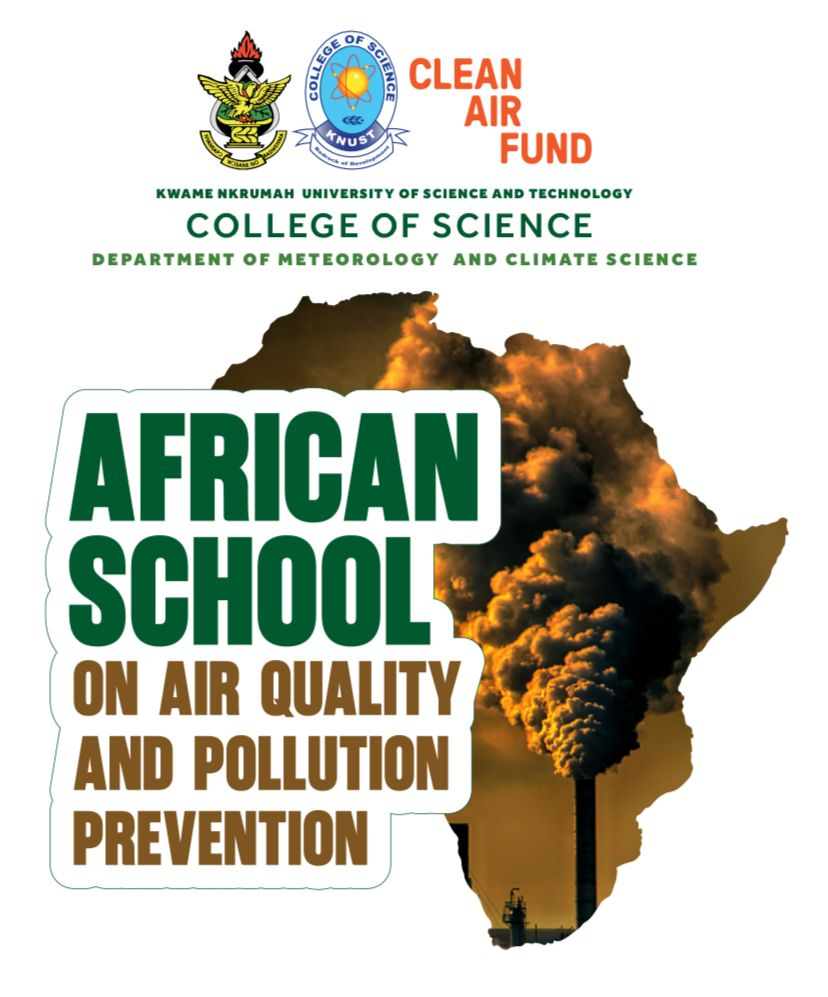 COLLEGE OF SCIENCE
KNUST
Bedrock of Development
CLEAN
AIR
FUND
KWAME NKRUMAH UNIVERSITY OF SCIENCE AND TECHNOLOGY
COLLEGE OF SCIENCE
DEPARTMENT OF METEOROLOGY AND CLIMATE SCIENCE
AFRICAN
SCHOOL
ON AIR QUALITY
AND POLLUTION
PREVENTION